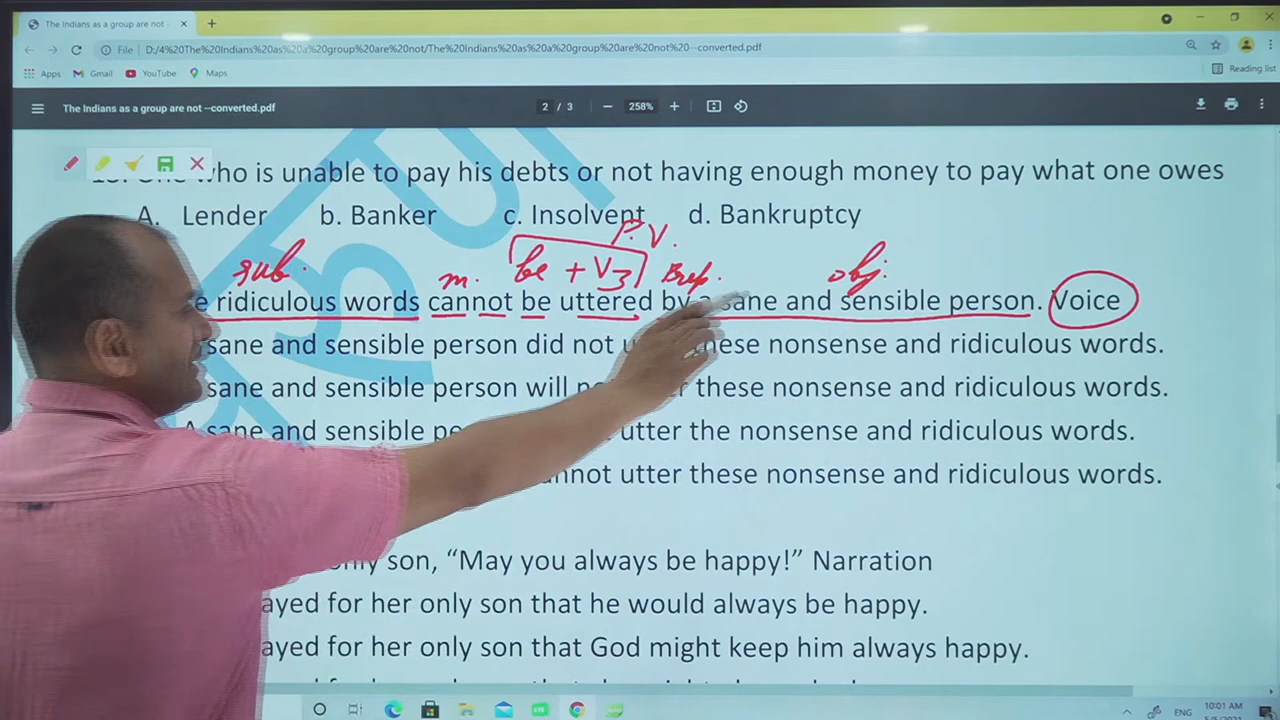 The Indians as a group are not -
File D:/4%20The%20Indians%20as%20a%20group%20are%20not/The%20Indians%20as%20a%20group%20are%20not%20--converted.pdf
Apps Gmail YouTube Maps Reading list
The Indians as a group are not --converted.pdf 2 / 3 258%
who is unable to pay his debts or not having enough money to pay what one owes
A. Lender b. Banker c. Insolvent d. Bankruptcy
P.V.
sub. m. be + V3 Prep. obj.
ridiculous words cannot be uttered by a sane and sensible person. Voice
sane and sensible person did not these nonsense and ridiculous words.
sane and sensible person will these nonsense and ridiculous words.
A sane and sensible utter the nonsense and ridiculous words.
cannot utter these nonsense and ridiculous words.
only son, “May you always be happy!” Narration
ayed for her only son that he would always be happy.
ayed for her only son that God might keep him always happy.
ENG 10:01 AM